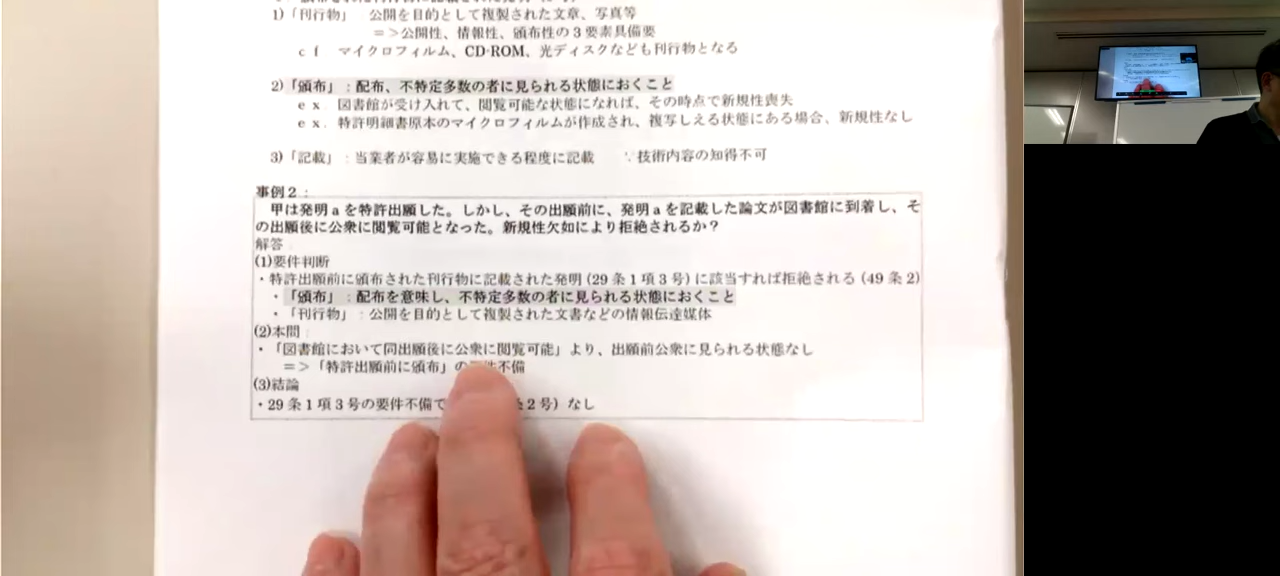 1)「刊行物」 公開を目的として複製された文章、写真等
＝＞公開性、情報性、頒布性の３要素具備要
ｃｆ マイクロフィルム、CD-ROM、光ディスクなども刊行物となる
2)「頒布」：配布、不特定多数の者に見られる状態におくこと
ｅｘ．図書館が受け入れて、閲覧可能な状態になれば、その時点で新規性喪失
ｅｘ．特許明細書原本のマイクロフィルムが作成され、複写しえる状態にある場合、新規性なし
3)「記載」：当業者が容易に実施できる程度に記載 ∵技術内容の知得不可
事例２：
甲は発明ａを特許出願した。しかし、その出願前に、発明ａを記載した論文が図書館に到着し、そ
の出願後に公衆に閲覧可能となった。新規性欠如により拒絶されるか？
解答
(1)要件判断
・特許出願前に頒布された刊行物に記載された発明(29条1項3号)に該当すれば拒絶される(49条2)
・「頒布」：配布を意味し、不特定多数の者に見られる状態におくこと
・「刊行物」：公開を目的として複製された文書などの情報伝達媒体
(2)本問：
・「図書館において同出願後に公衆に閲覧可能」より、出願前公衆に見られる状態なし
＝＞「特許出願前に頒布」の 不備
(3)結論
・29条1項3号の要件不備で 2号）なし